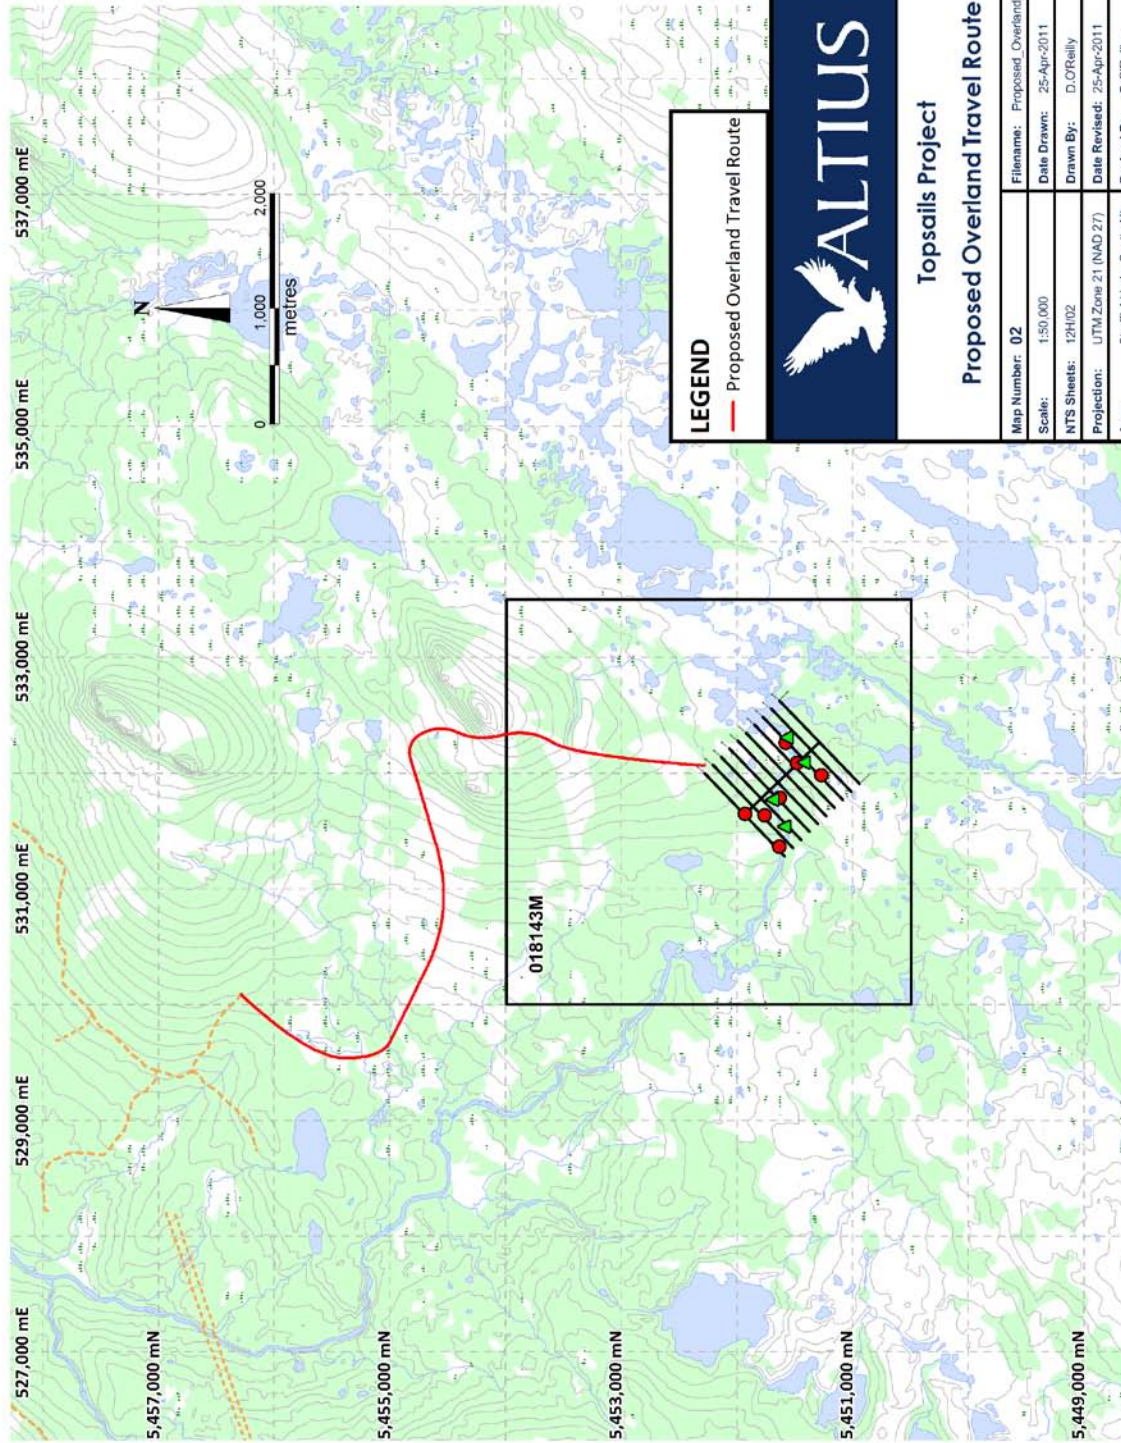 527,000 mE
529,000 mE
531,000 mE
533,000 mE
535,000 mE
537,000 mE
5,457,000 mN
5,455,000 mN
5,453,000 mN
5,451,000 mN
5,449,000 mN
N
0 1,000 2,000
metres
018143M
LEGEND
Proposed Overland Travel Route
ALTIUS
Topsails Project
Proposed Overland Travel Route
Map Number: 02 Filename: Proposed_Overland
Scale: 1:50,000 Date Drawn: 25-Apr-2011
NTS Sheets: 12H/02 Drawn By: D.O'Reilly
Projection: UTM Zone 21 (NAD 27) Date Revised: 25-Apr-2011